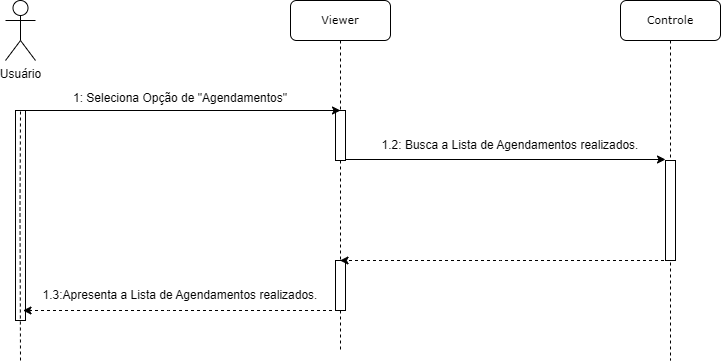 Viewer
Controle
Usuário
1: Seleciona Opção de "Agendamentos"
1.2: Busca a Lista de Agendamentos realizados.
1.3:Apresenta a Lista de Agendamentos realizados.